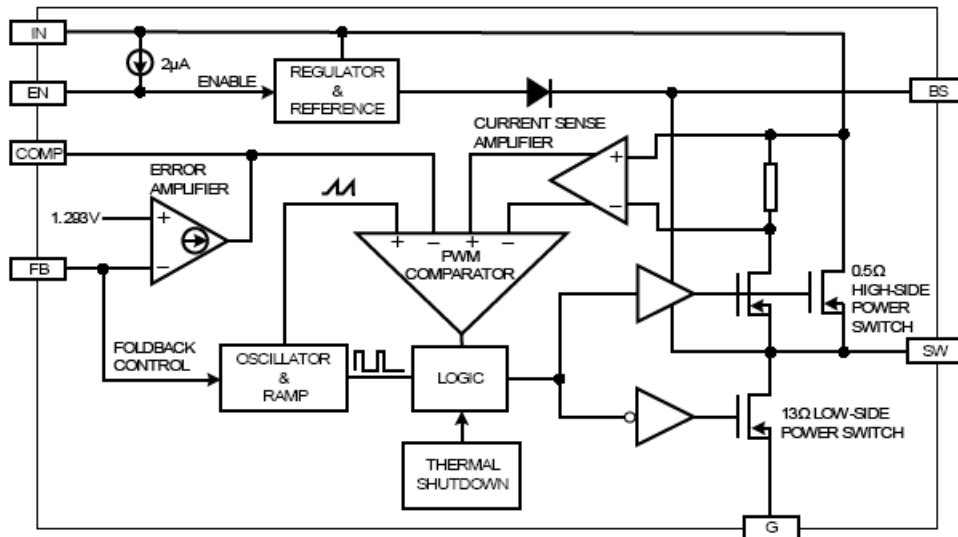 IN
2µA
EN
ENABLE
REGULATOR
&
REFERENCE
BS
COMP
CURRENT SENSE
AMPLIFIER
+
−
ERROR
AMPLIFIER
1.293V
+
−
FB
+ − + −
PWM
COMPARATOR
0.5Ω
HIGH-SIDE
POWER
SWITCH
SW
FOLDBACK
CONTROL
OSCILLATOR
&
RAMP
LOGIC
13Ω LOW-SIDE
POWER SWITCH
THERMAL
SHUTDOWN
G